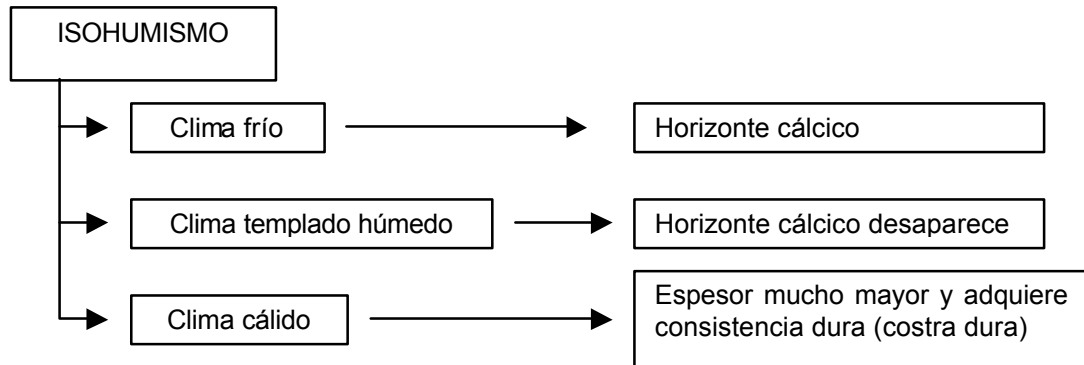 ISOHUMISMO
Clima frío
Horizonte cálcico
Clima templado húmedo
Horizonte cálcico desaparece
Clima cálido
Espesor mucho mayor y adquiere
consistencia dura (costra dura)